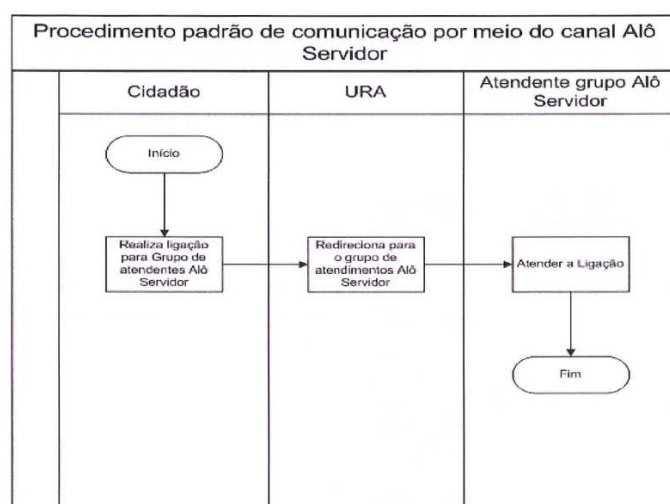 Procedimento padrão de comunicação por meio do canal Alô
Servidor
Cidadão
URA
Atendente grupo Alô
Servidor
Início
Realiza ligação
para Grupo de
atendentes Alô
Servidor
Redireciona para
o grupo de
atendimentos Alô
Servidor
Atender a Ligação
Fim